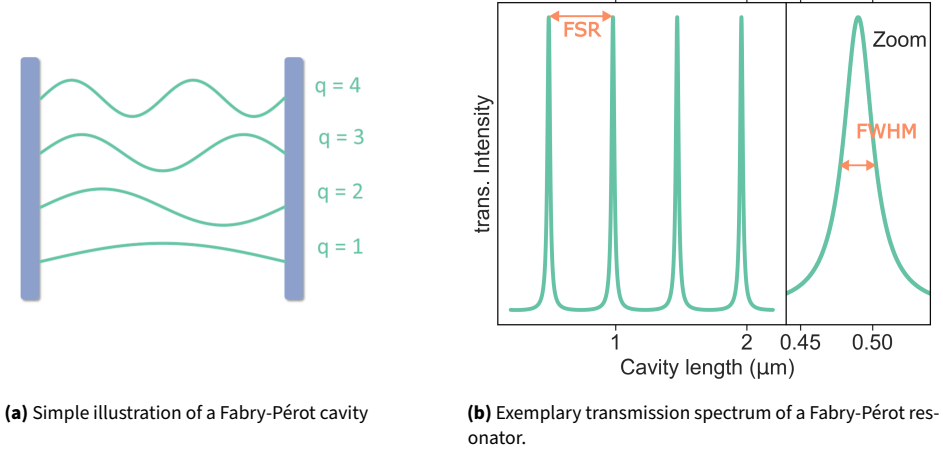 q = 4
q = 3
q = 2
q = 1
FSR
Zoom
FWHM
trans. Intensity
1
2
0.45
0.50
Cavity length (μm)
(a) Simple illustration of a Fabry-Pérot cavity
(b) Exemplary transmission spectrum of a Fabry-Pérot res-
onator.